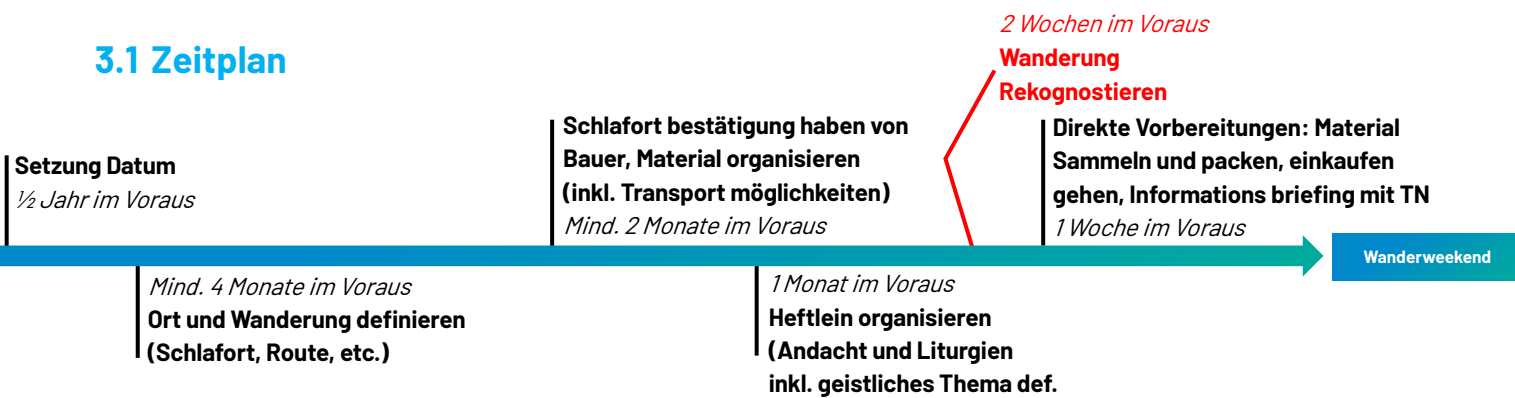 3.1 Zeitplan
Setzung Datum
½ Jahr im Voraus
Mind. 4 Monate im Voraus
Ort und Wanderung definieren
(Schlafort, Route, etc.)
Schlafort bestätigung haben von
Bauer, Material organisieren
(inkl. Transport möglichkeiten)
Mind. 2 Monate im Voraus
1 Monat im Voraus
Heftlein organisieren
(Andacht und Liturgien
inkl. geistliches Thema def.
2 Wochen im Voraus
Wanderung
Rekognostieren
Direkte Vorbereitungen: Material
Sammeln und packen, einkaufen
gehen, Informations briefing mit TN
1 Woche im Voraus
Wanderweekend